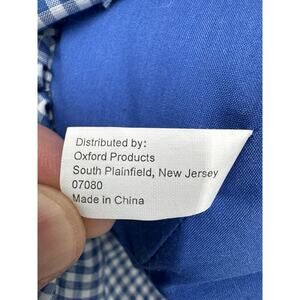 Distributed by:
Oxford Products
South Plainfield, New Jersey
07080
Made in China